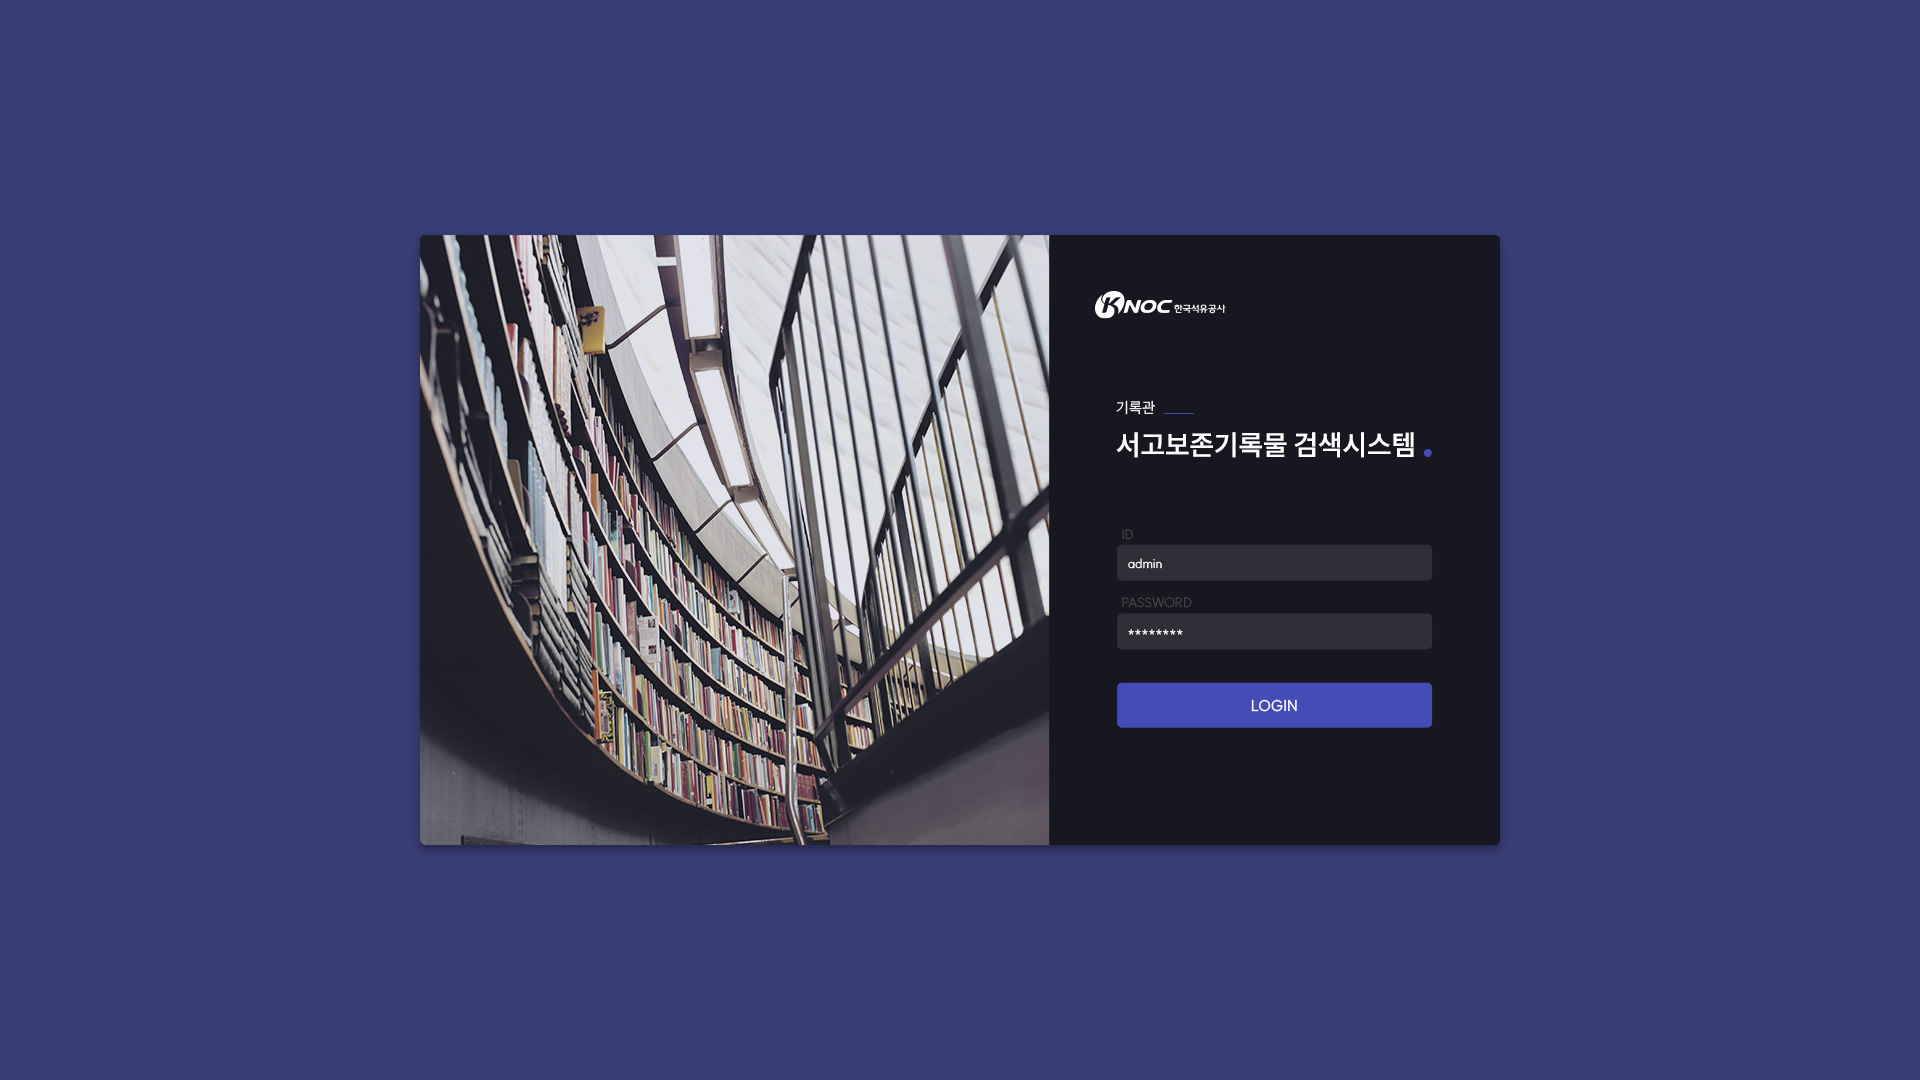 KNOC 한국석유공사
기록관
서고보존기록물 검색시스템
ID
admin
PASSWORD
********
LOGIN